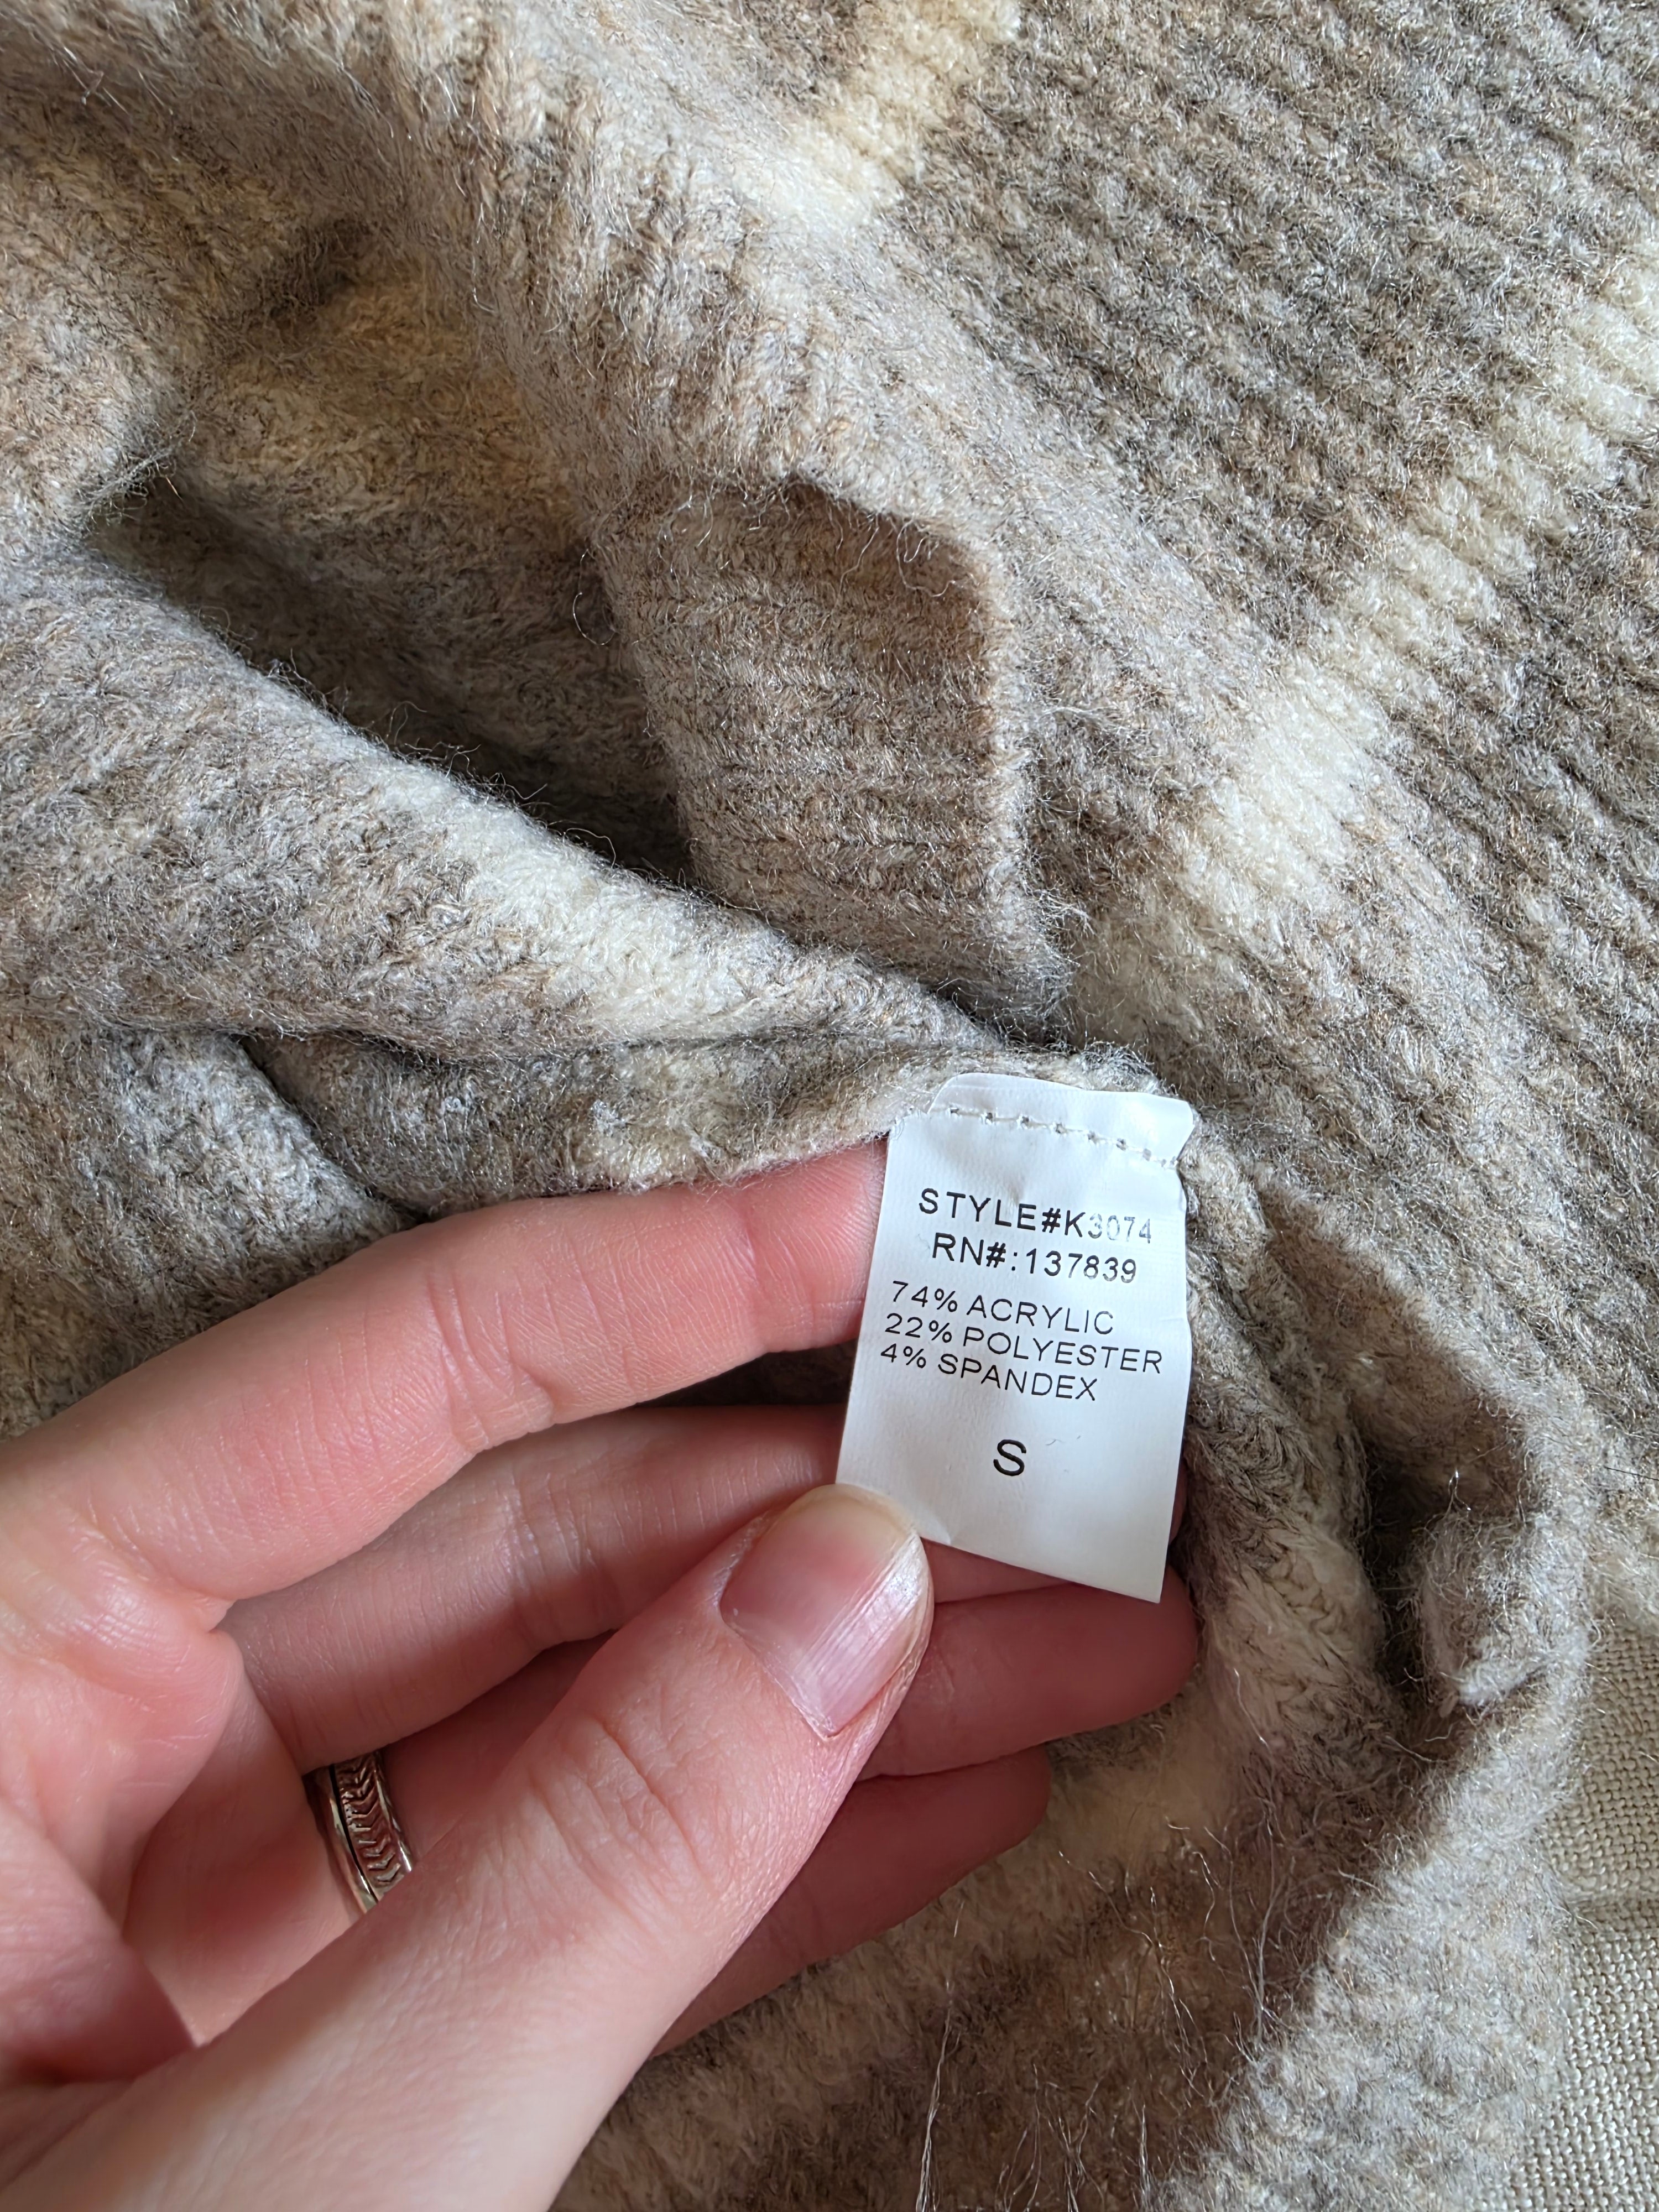 STYLE#K3074
RN#:137839
74% ACRYLIC
22% POLYESTER
4% SPANDEX
S